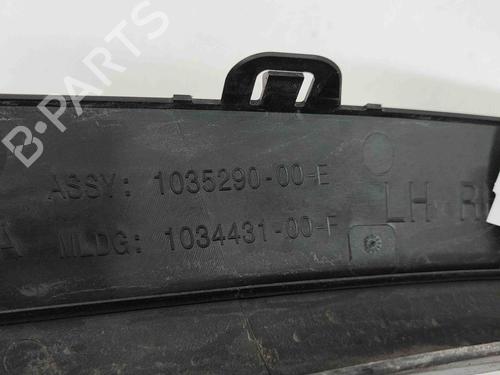 B-PARTS
ASSY: 1035290-00-E
LH R
A MLDG: 1034431-00-F